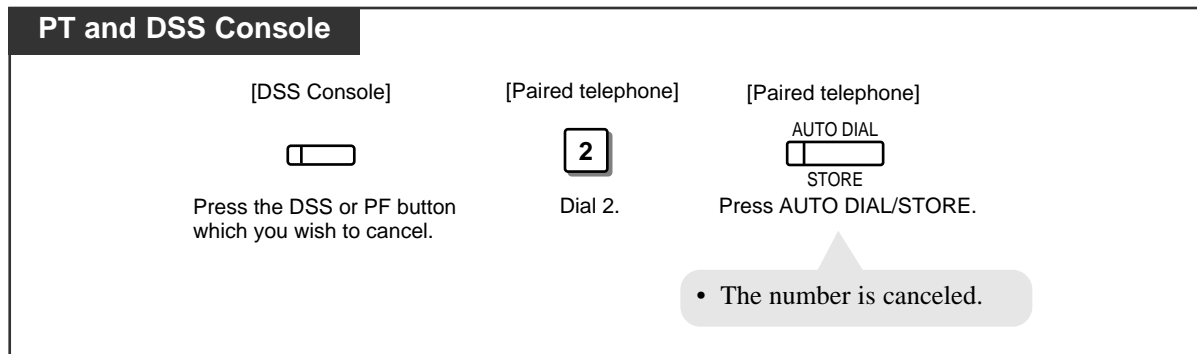 PT and DSS Console
[DSS Console]
[Paired telephone]
[Paired telephone]
2
AUTO DIAL
STORE
Press the DSS or PF button
which you wish to cancel.
Dial 2.
Press AUTO DIAL/STORE.
• The number is canceled.